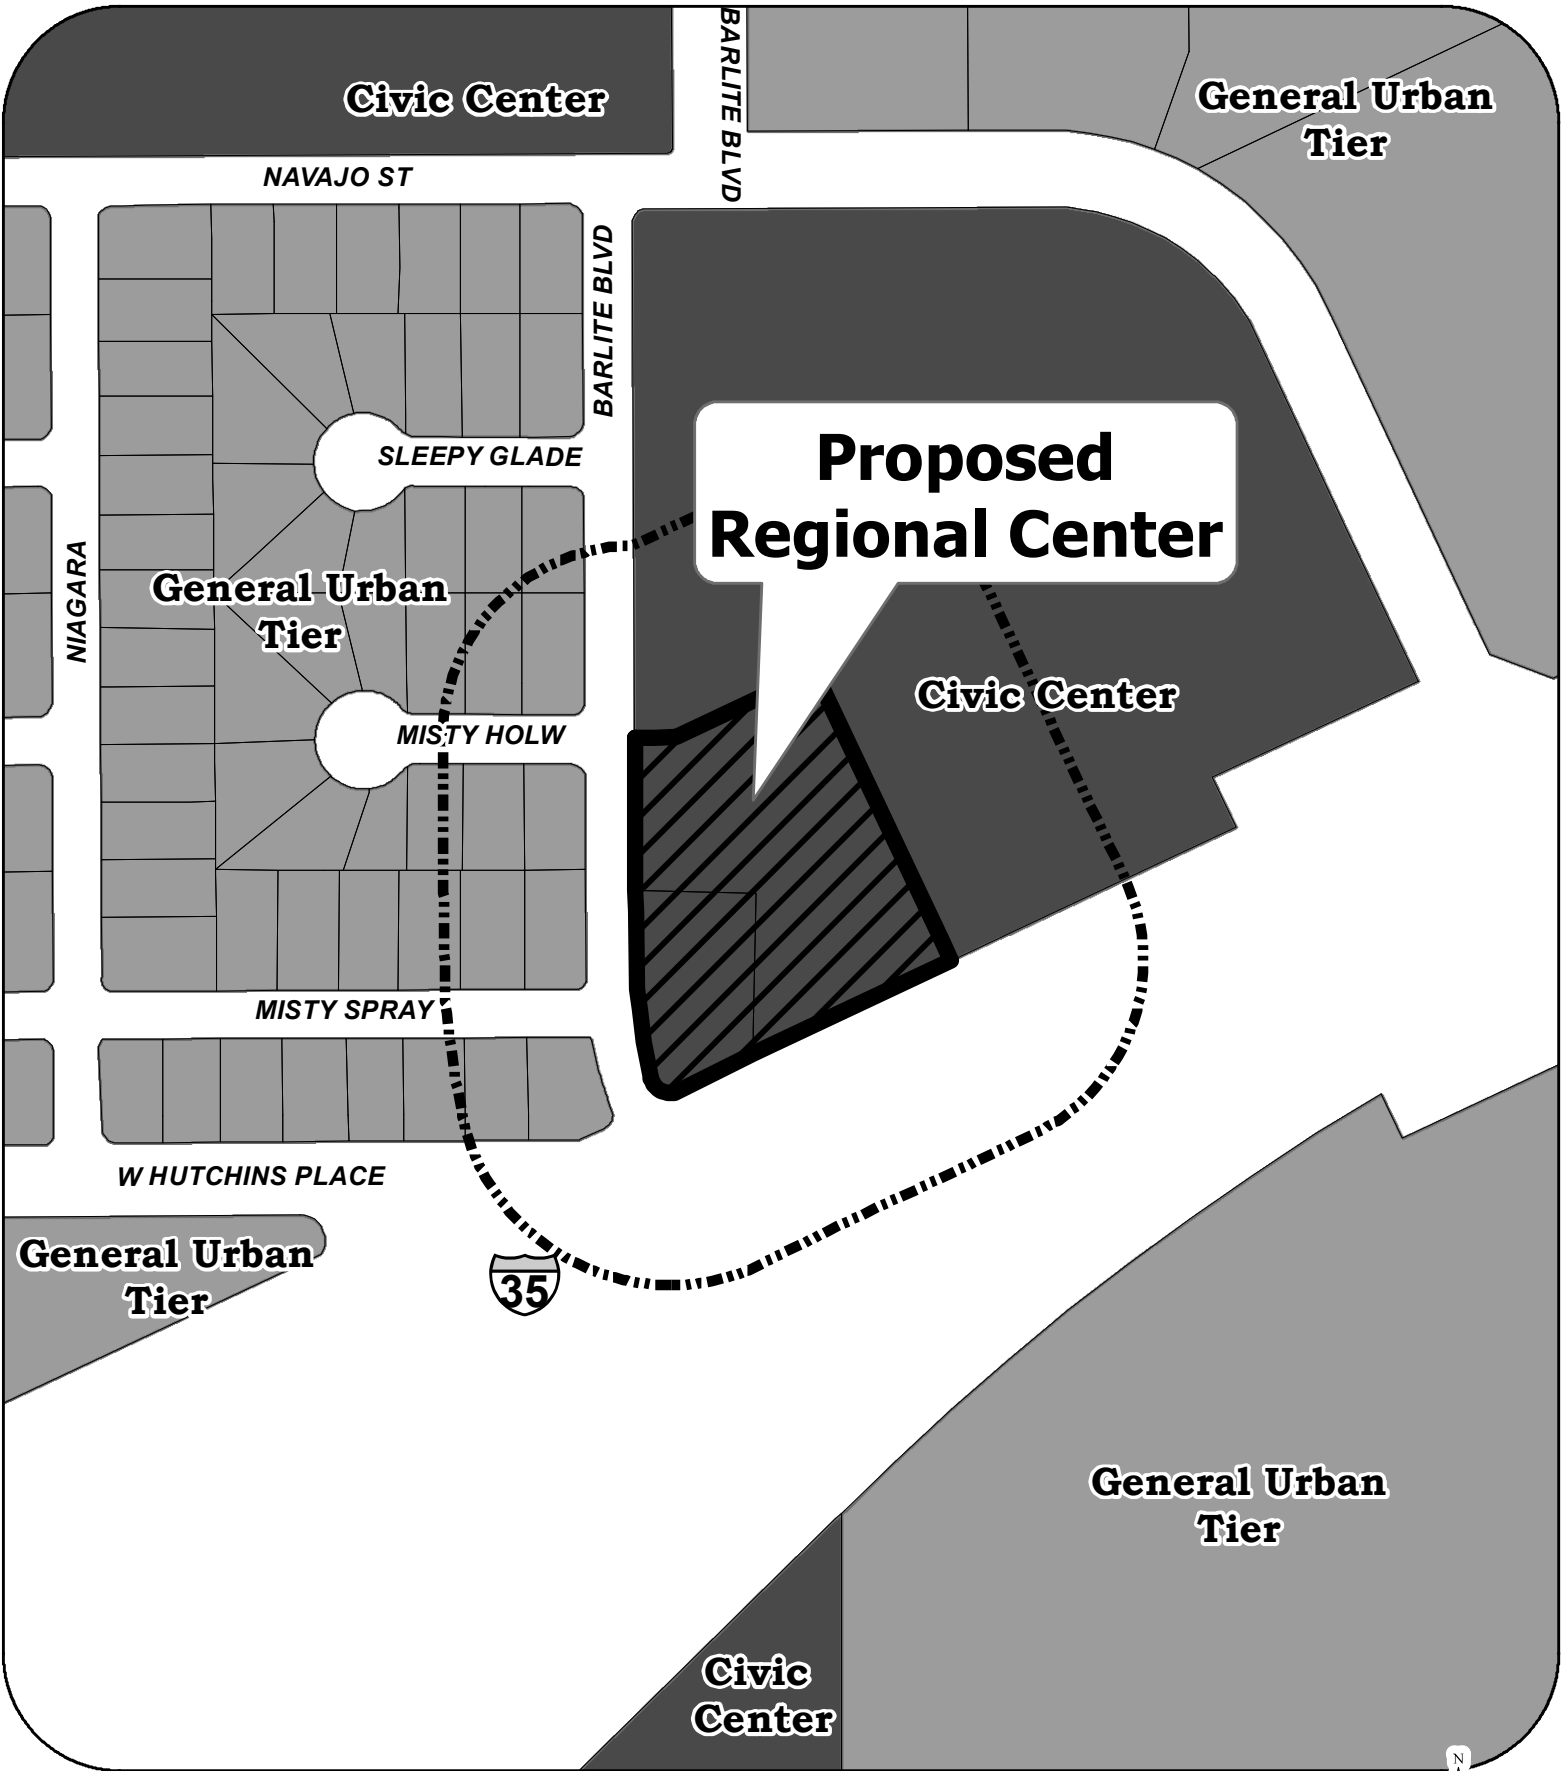 BARLITE BLVD
Civic Center
General Urban
Tier
NAVAJO ST
BARLITE BLVD
Proposed
Regional Center
SLEEPY GLADE
NIAGARA
General Urban
Tier
Civic Center
MISTY HOLW
MISTY SPRAY
W HUTCHINS PLACE
General Urban
Tier
35
General Urban
Tier
Civic
Center
N